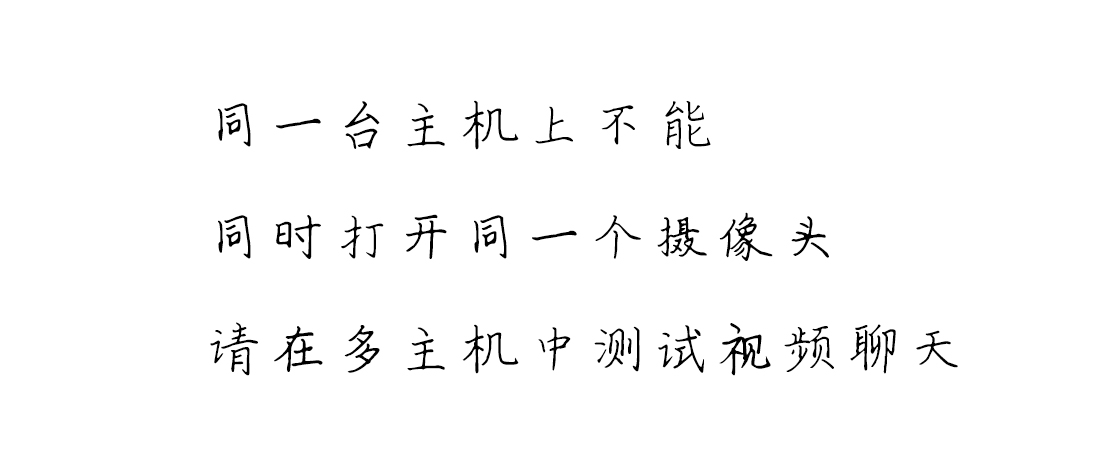 同一台主机上不能
同时打开同一个摄像头
请在多主机中测试视频聊天